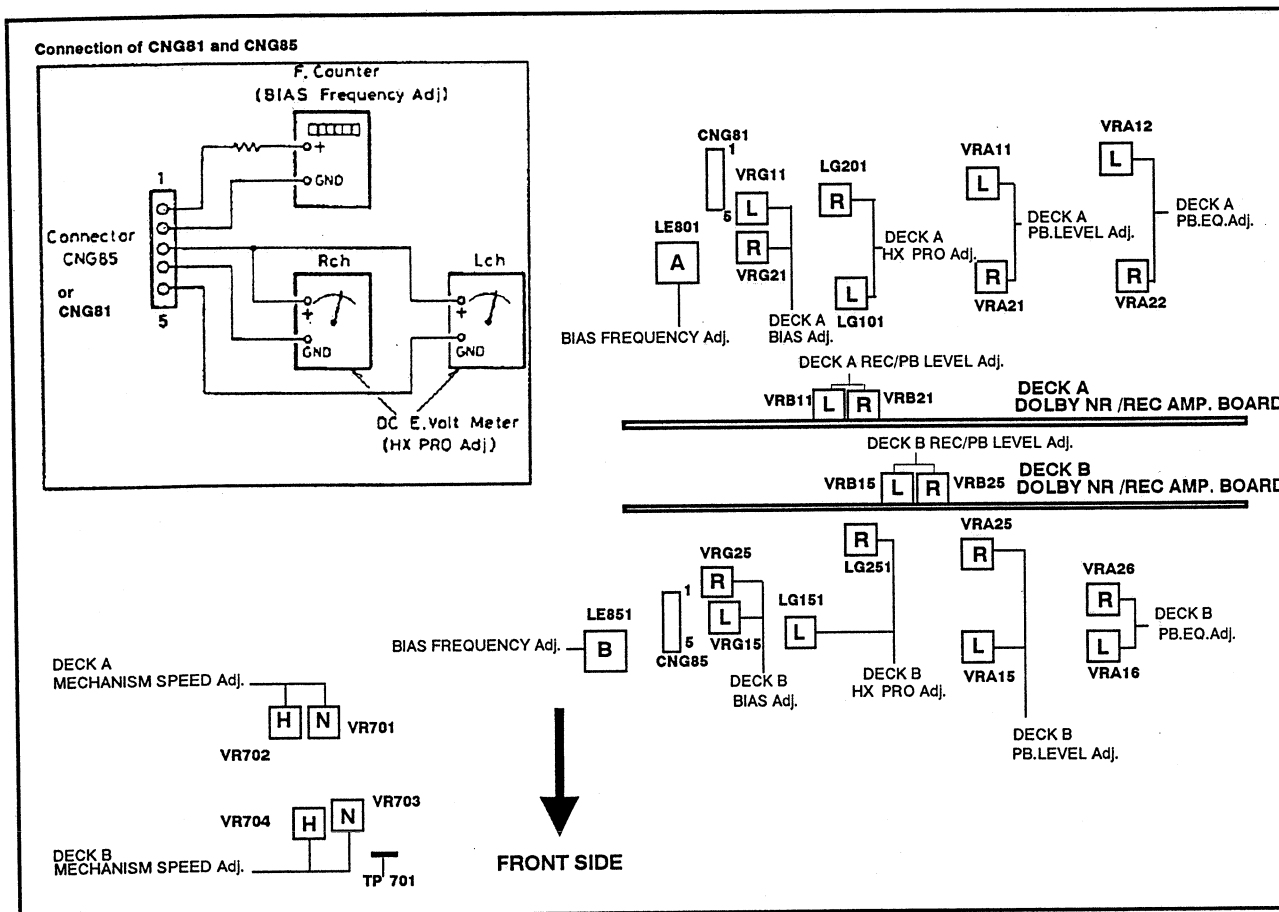 Connection of CNG81 and CNG85
F. Counter
(BIAS Frequency Adj)
+
GND
1
Connector
CNG85
or
CNG81
5
Rch
Lch
+
GND
+
GND
DC E.Volt Meter
(HX PRO Adj)
CNG81
1
5
VRG11
L
R
VRG21
DECK A
BIAS Adj.
LE801
A
BIAS FREQUENCY Adj.
LG201
R
L
LG101
DECK A
HX PRO Adj.
VRA11
L
R
VRA21
DECK A
PB.LEVEL Adj.
VRA12
L
R
VRA22
DECK A
PB.EQ.Adj.
DECK A REC/PB LEVEL Adj.
VRB11
L
R
VRB21
DECK A
DOLBY NR /REC AMP. BOARD
DECK B REC/PB LEVEL Adj.
VRB15
L
R
VRB25
DECK B
DOLBY NR /REC AMP. BOARD
BIAS FREQUENCY Adj.
LE851
B
1
5
CNG85
VRG25
R
L
VRG15
DECK B
BIAS Adj.
LG151
L
R
LG251
DECK B
HX PRO Adj.
VRA25
R
L
VRA15
DECK B
PB.LEVEL Adj.
VRA26
R
L
VRA16
DECK B
PB.EQ.Adj.
DECK A
MECHANISM SPEED Adj.
H
N
VR701
VR702
VR704
H
N
VR703
DECK B
MECHANISM SPEED Adj.
TP 701
FRONT SIDE